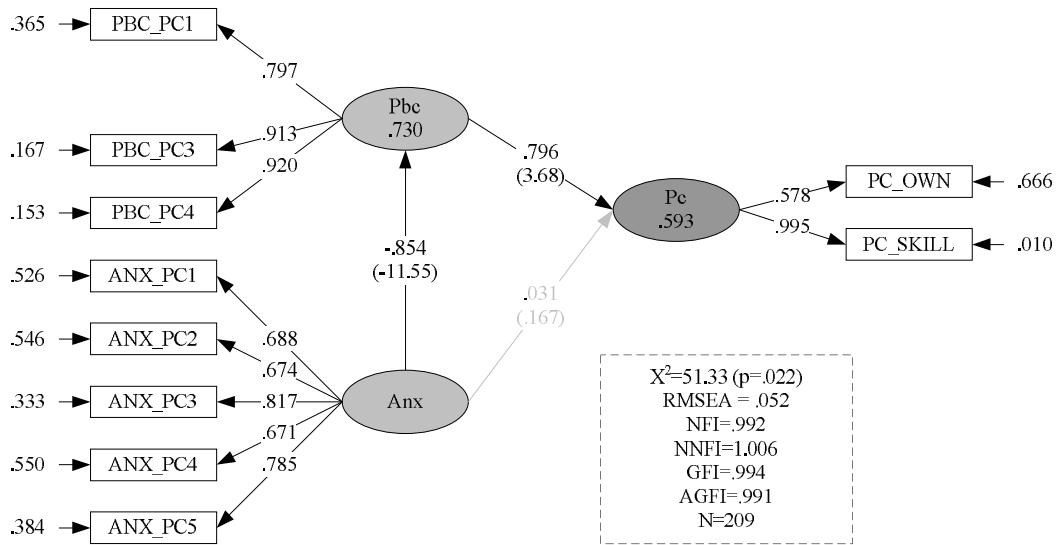 .365
PBC_PC1
.797
Pbc
.730
.167
PBC_PC3
.913
.796
(3.68)
.153
PBC_PC4
.920
Pc
.593
.578
PC_OWN
.666
.995
PC_SKILL
.010
-.854
(-11.55)
.526
ANX_PC1
.688
.031
(.167)
.546
ANX_PC2
.674
.333
ANX_PC3
.817
Anx
.550
ANX_PC4
.671
.384
ANX_PC5
.785
X²=51.33 (p=.022)
RMSEA = .052
NFI=.992
NNFI=1.006
GFI=.994
AGFI=.991
N=209